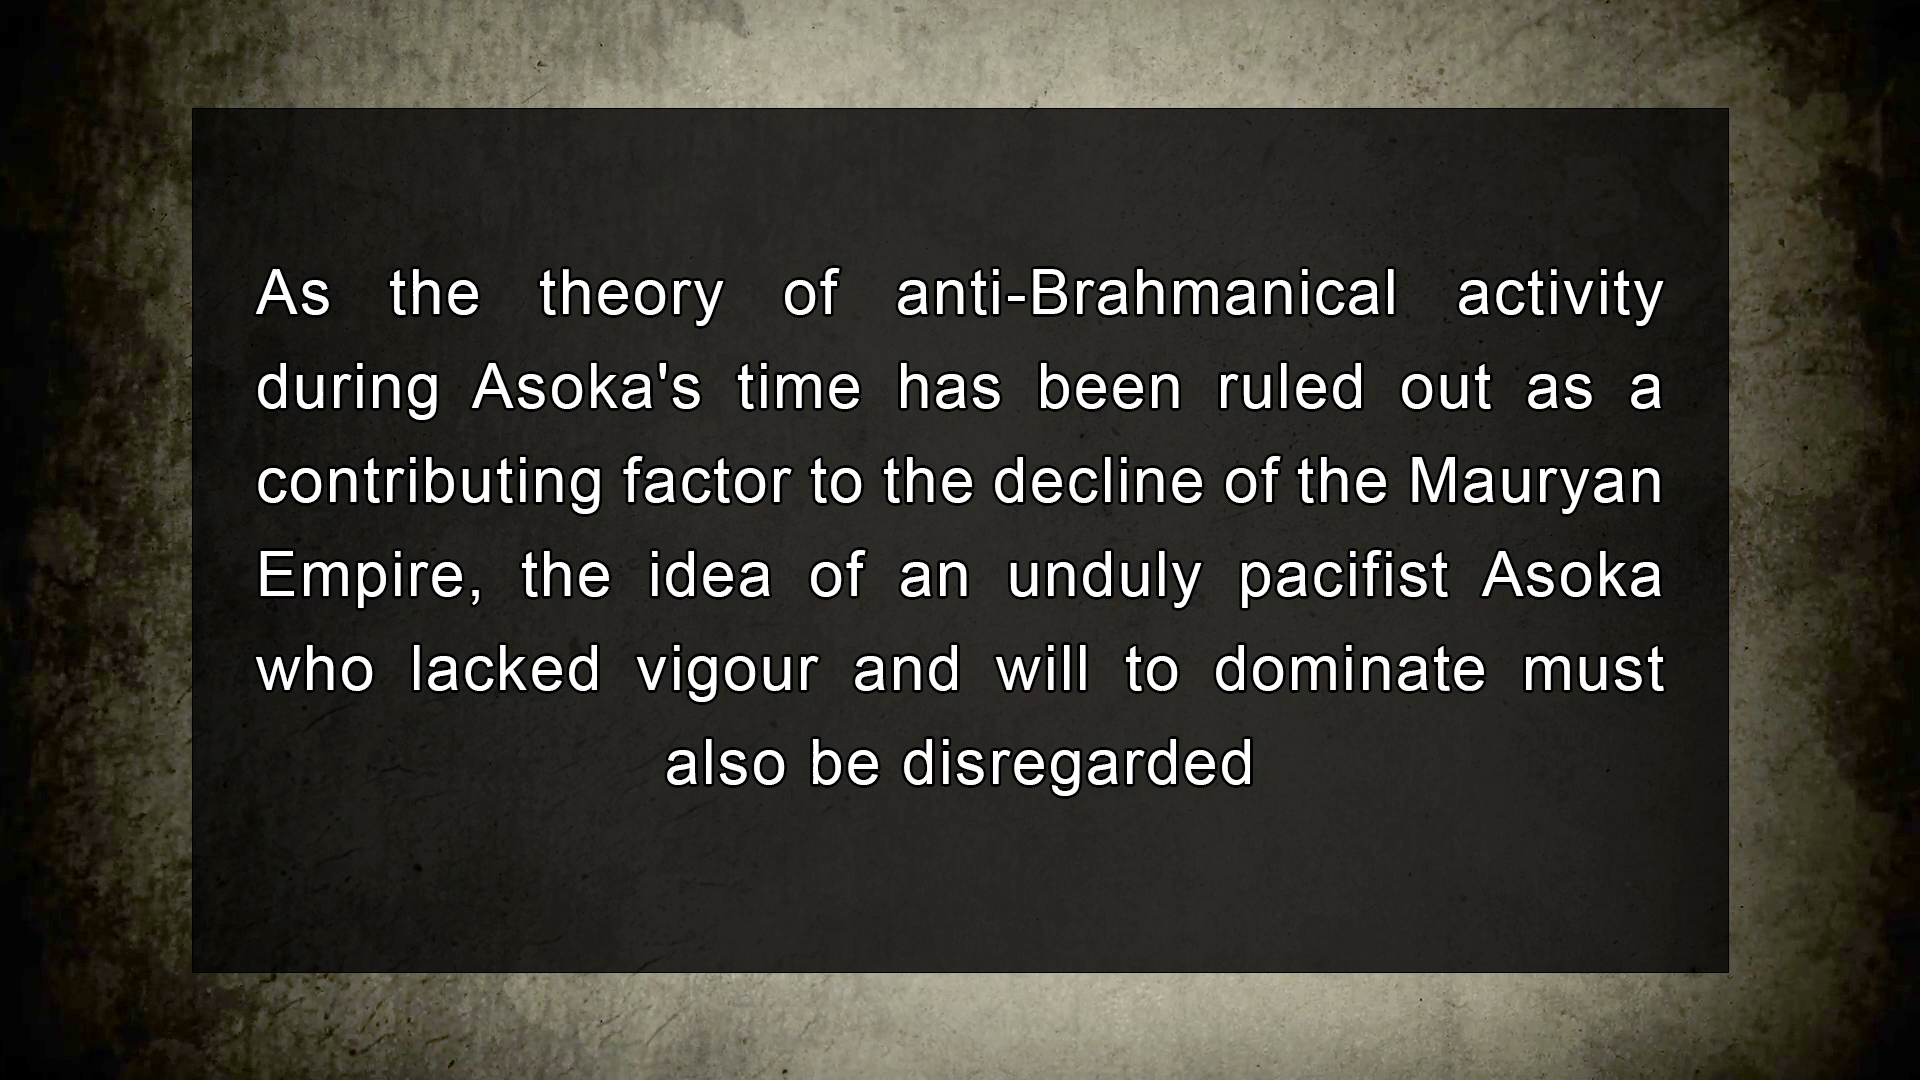 As the theory of anti-Brahmanical activity
during Asoka's time has been ruled out as a
contributing factor to the decline of the Mauryan
Empire, the idea of an unduly pacifist Asoka
who lacked vigour and will to dominate must
also be disregarded